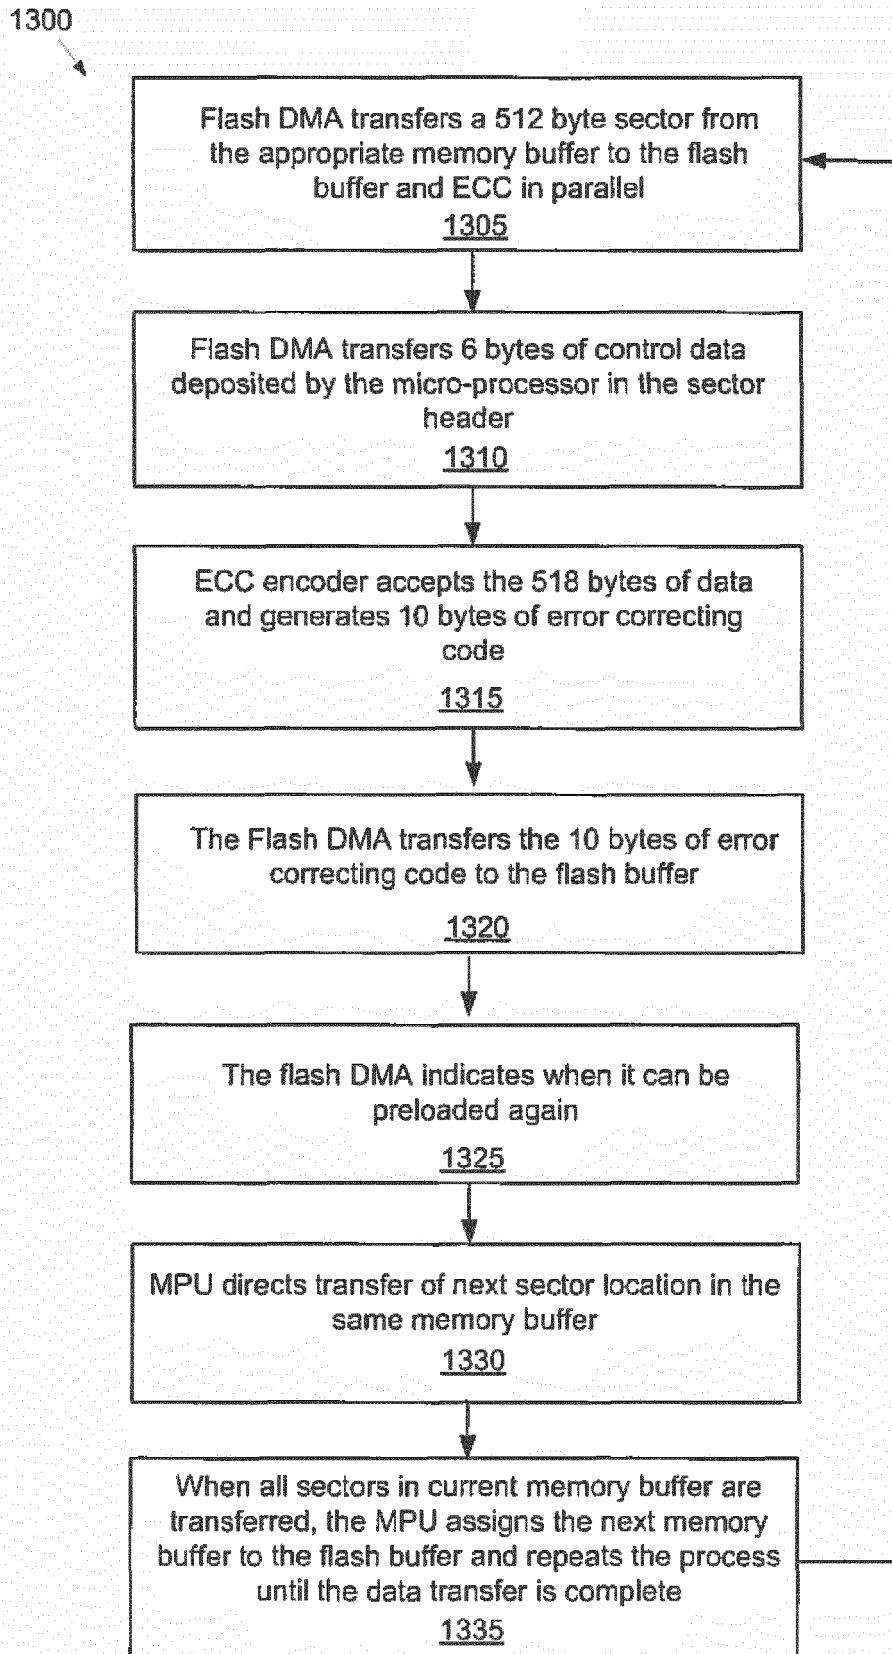 1300
Flash DMA transfers a 512 byte sector from
the appropriate memory buffer to the flash
buffer and ECC in parallel
1305
Flash DMA transfers 6 bytes of control data
deposited by the micro-processor in the sector
header
1310
ECC encoder accepts the 518 bytes of data
and generates 10 bytes of error correcting
code
1315
The Flash DMA transfers the 10 bytes of error
correcting code to the flash buffer
1320
The flash DMA indicates when it can be
preloaded again
1325
MPU directs transfer of next sector location in the
same memory buffer
1330
When all sectors in current memory buffer are
transferred, the MPU assigns the next memory
buffer to the flash buffer and repeats the process
until the data transfer is complete
1335